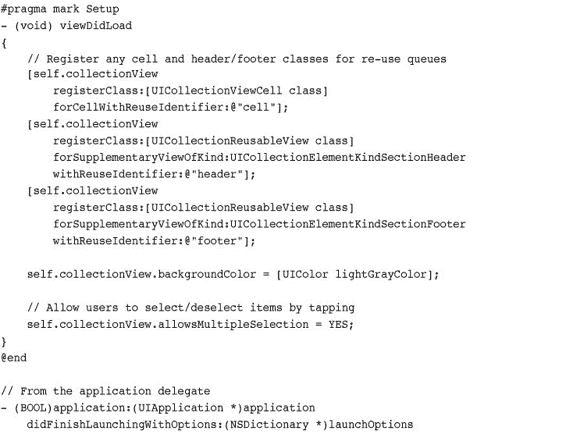 #pragma mark Setup
- (void) viewDidLoad
{
    // Register any cell and header/footer classes for re-use queues
    [self.collectionView
        registerClass:[UICollectionViewCell class]
        forCellWithReuseIdentifier:@"cell"];
    [self.collectionView
        registerClass:[UICollectionReusableView class]
        forSupplementaryViewOfKind:UICollectionElementKindSectionHeader
        withReuseIdentifier:@"header"];
    [self.collectionView
        registerClass:[UICollectionReusableView class]
        forSupplementaryViewOfKind:UICollectionElementKindSectionFooter
        withReuseIdentifier:@"footer"];

    self.collectionView.backgroundColor = [UIColor lightGrayColor];

    // Allow users to select/deselect items by tapping
    self.collectionView.allowsMultipleSelection = YES;
}
@end

// From the application delegate
- (BOOL)application:(UIApplication *)application
    didFinishLaunchingWithOptions:(NSDictionary *)launchOptions